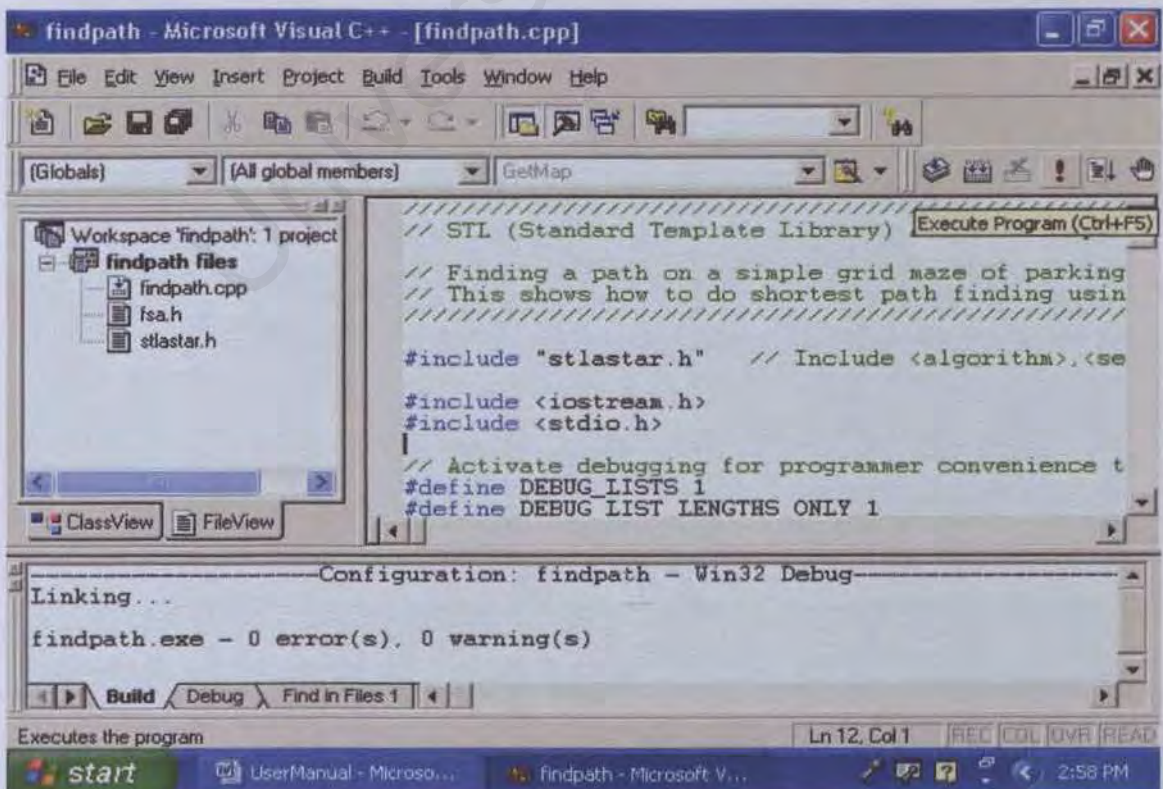 findpath - Microsoft Visual C++ - [findpath.cpp]
File Edit View Insert Project Build Tools Window Help
(Globals) (All global members) GetMap
Workspace 'findpath': 1 project
findpath files
findpath.cpp
fsa.h
stlastar.h
ClassView FileView
////////////////////////////////////////////////
// STL (Standard Template Library)
Execute Program (Ctrl+F5)
// Finding a path on a simple grid maze of parking
// This shows how to do shortest path finding usin
////////////////////////////////////////////////
#include "stlastar.h" // Include <algorithm>,<se
#include <iostream.h>
#include <stdio.h>
// Activate debugging for programmer convenience t
#define DEBUG_LISTS 1
#define DEBUG_LIST_LENGTHS_ONLY 1
--------------------Configuration: findpath - Win32 Debug--------------------
Linking...
findpath.exe - 0 error(s), 0 warning(s)
Build Debug Find in Files 1
Executes the program Ln 12, Col 1 REC COL OVR READ
start UserManual - Microso... findpath - Microsoft V... 2:58 PM